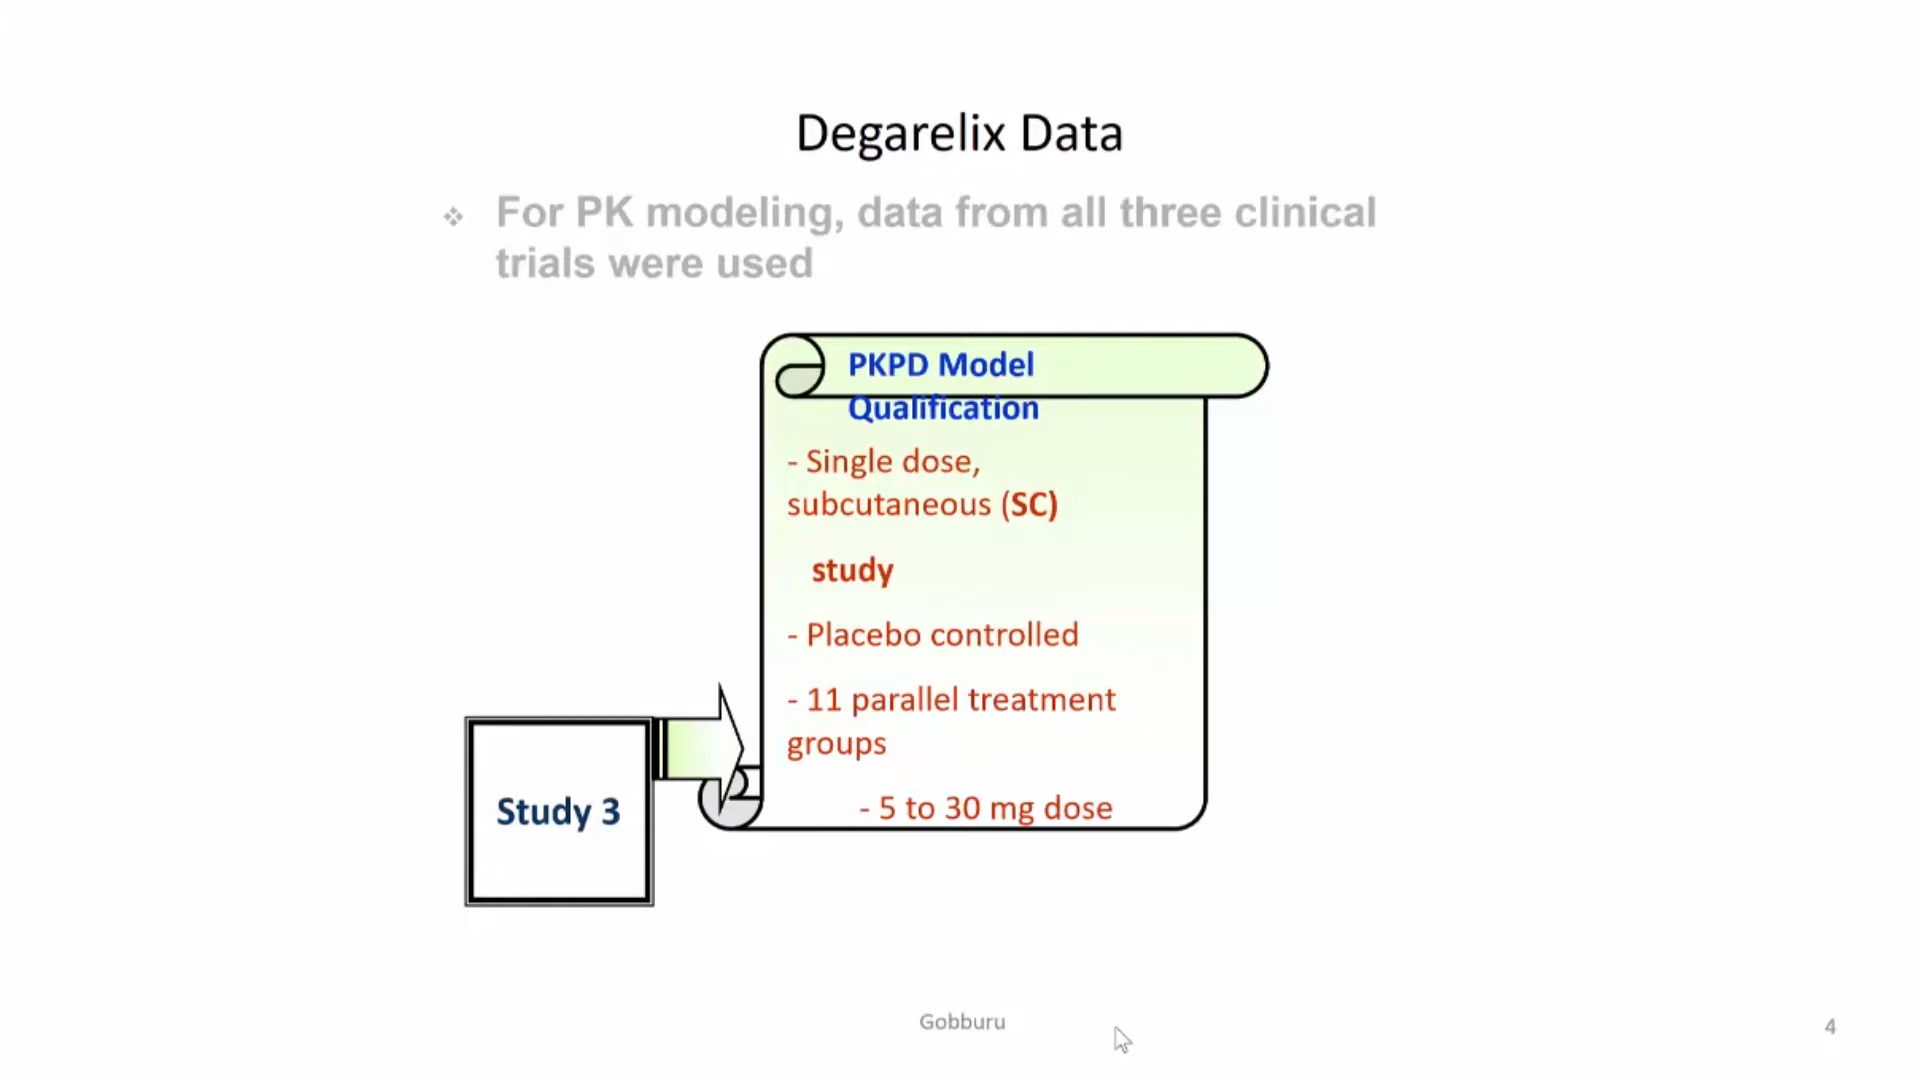 Degarelix Data
❖ For PK modeling, data from all three clinical
trials were used
PKPD Model
Qualification
- Single dose,
subcutaneous (SC)
study
- Placebo controlled
- 11 parallel treatment
groups
- 5 to 30 mg dose
Study 3
Gobburu
4